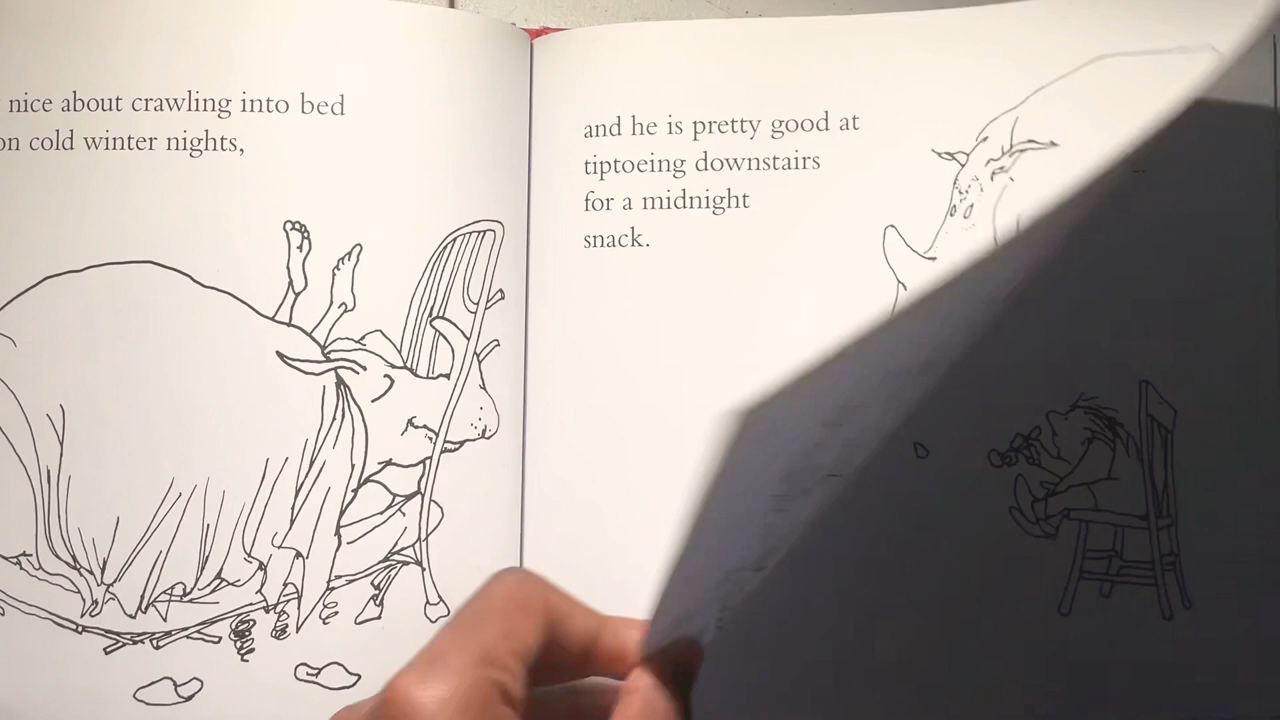 nice about crawling into bed
on cold winter nights,
and he is pretty good at
tiptoeing downstairs
for a midnight
snack.